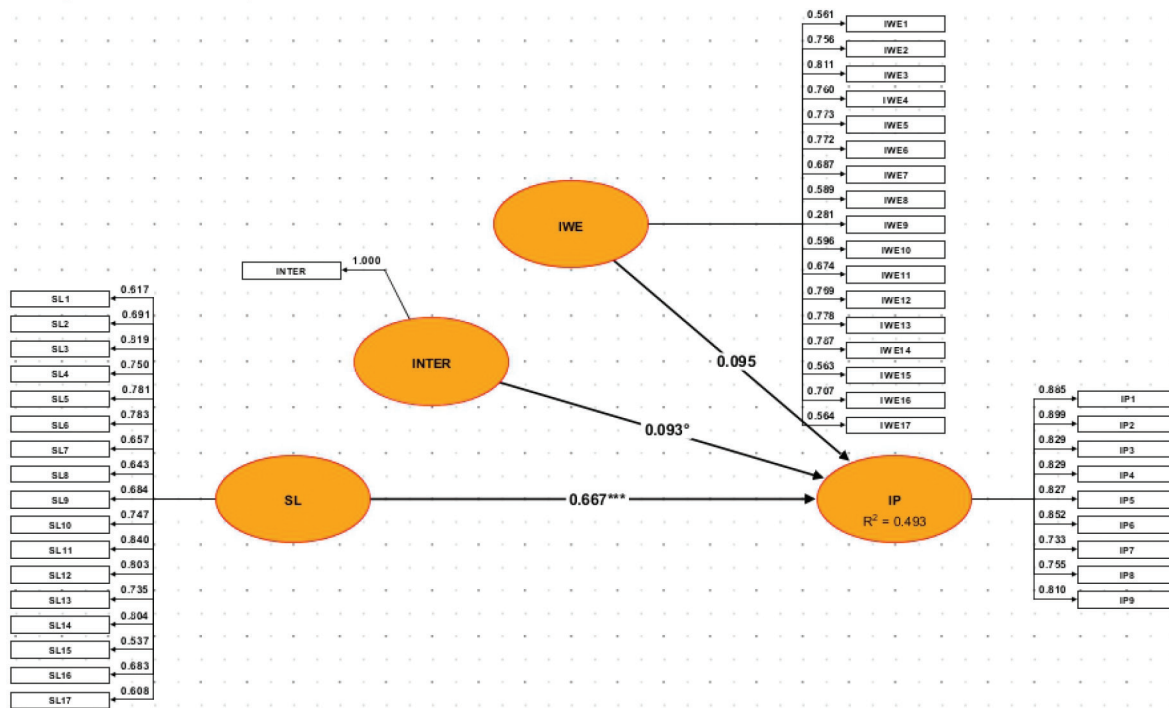 0.561 IWE1
0.756 IWE2
0.811 IWE3
0.760 IWE4
0.773 IWE5
0.772 IWE6
0.687 IWE7
0.589 IWE8
0.281 IWE9
0.596 IWE10
0.674 IWE11
0.769 IWE12
0.778 IWE13
0.787 IWE14
0.563 IWE15
0.707 IWE16
0.564 IWE17
IWE
INTER 1.000
INTER
0.095
0.093°
SL1 0.617
SL2 0.691
SL3 0.819
SL4 0.750
SL5 0.781
SL6 0.783
SL7 0.657
SL8 0.643
SL9 0.684
SL10 0.747
SL11 0.840
SL12 0.803
SL13 0.735
SL14 0.804
SL15 0.537
SL16 0.683
SL17 0.608
SL
0.667***
IP
R² = 0.493
0.885 IP1
0.899 IP2
0.829 IP3
0.829 IP4
0.827 IP5
0.852 IP6
0.733 IP7
0.755 IP8
0.810 IP9